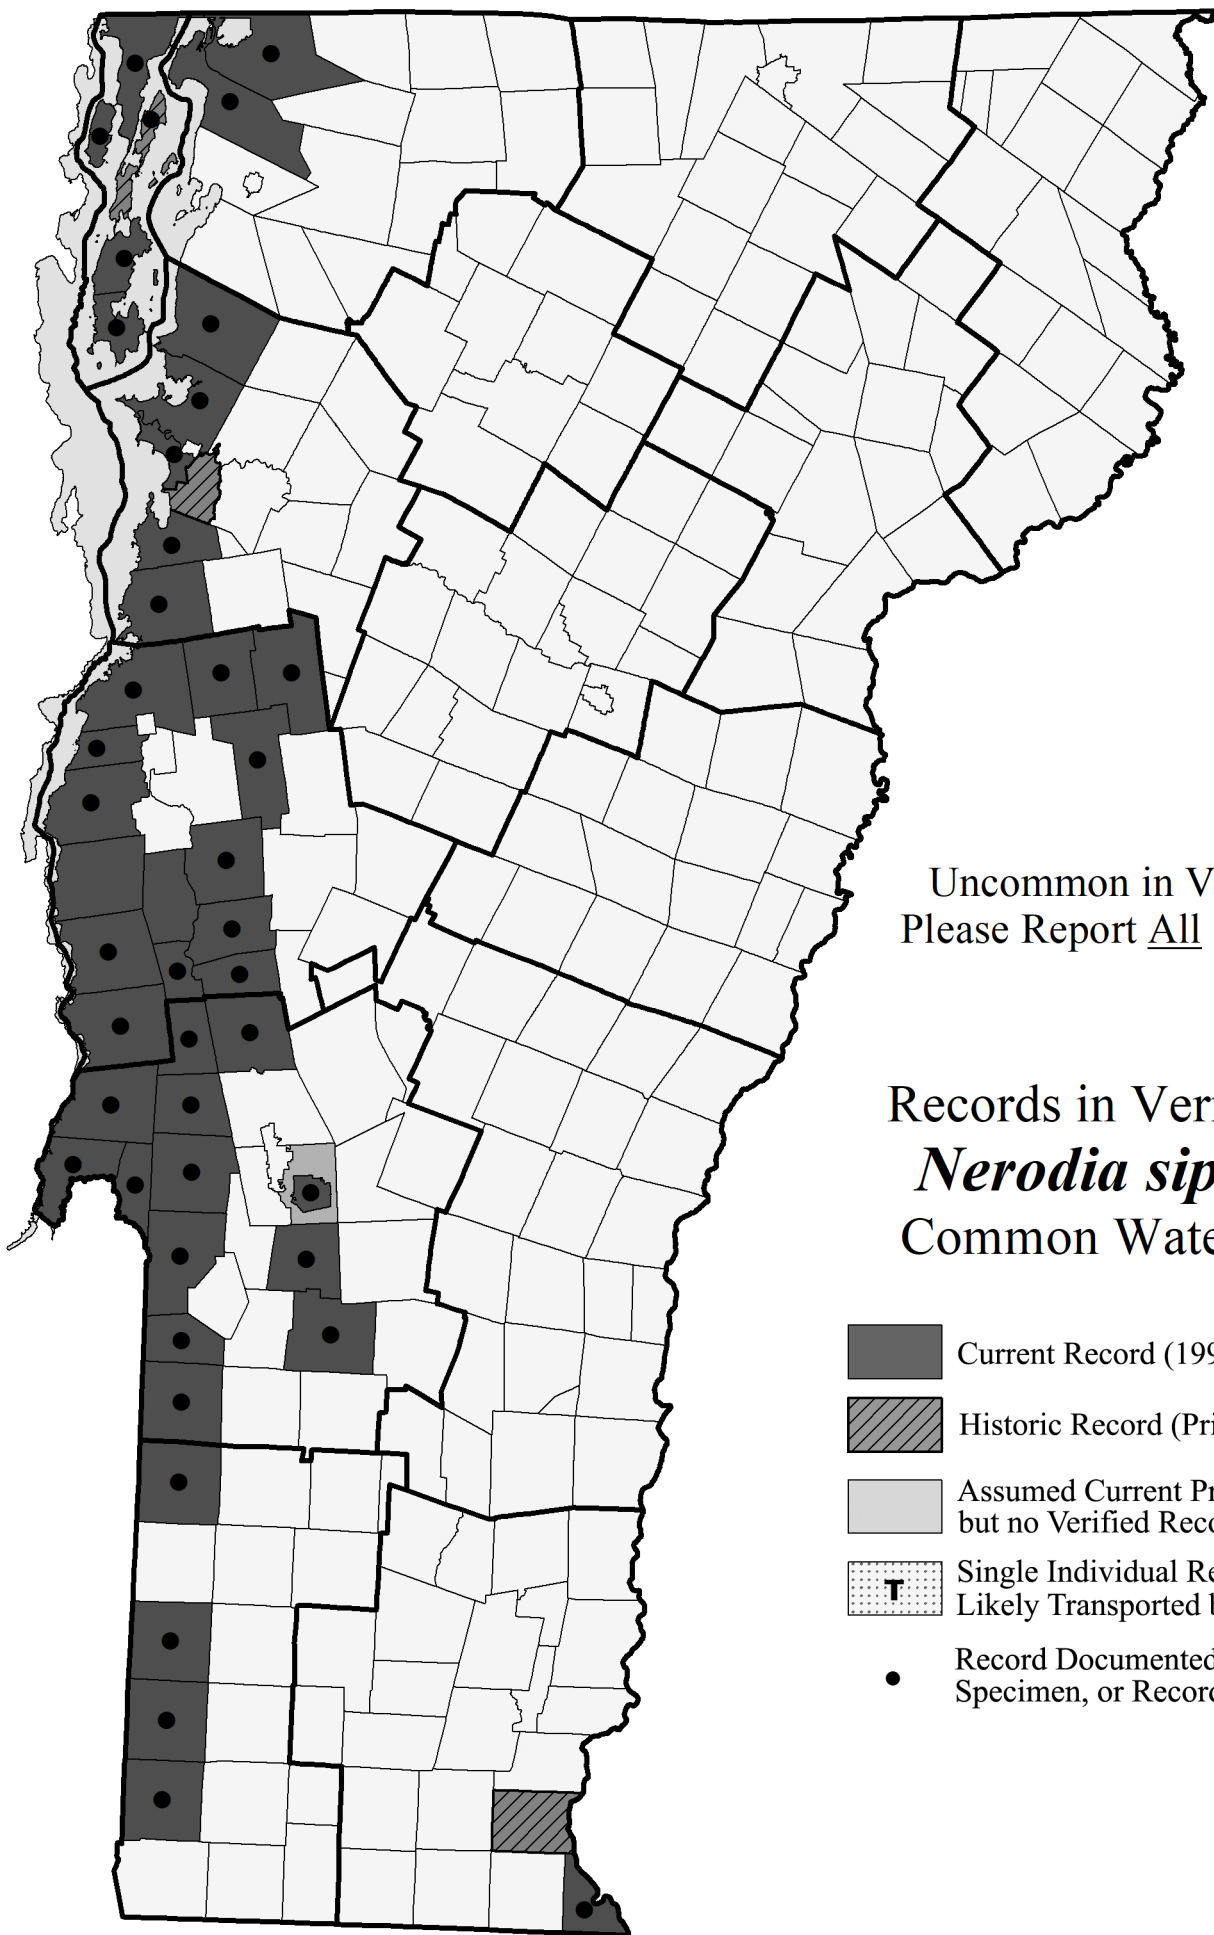 Uncommon in V
Please Report All
Records in Ver
Nerodia sip
Common Wate
Current Record (199
Historic Record (Pri
Assumed Current Pr
but no Verified Reco
T
Single Individual Re
Likely Transported b
Record Documented
Specimen, or Record